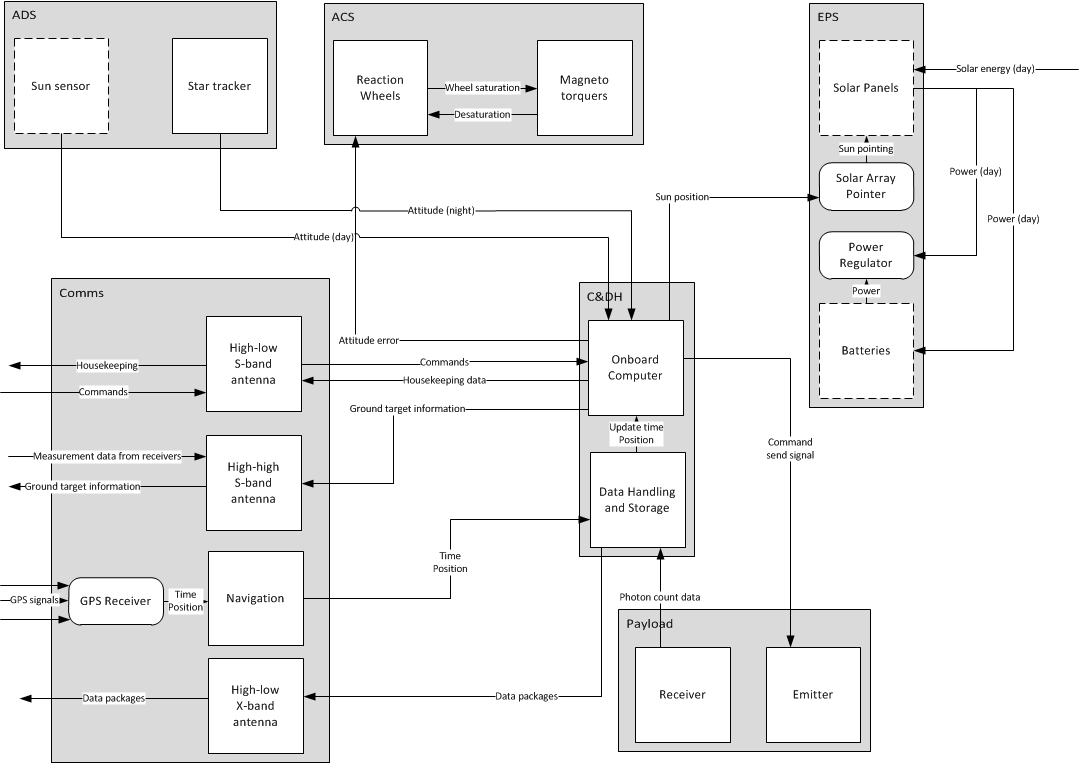 ADS
Sun sensor
Star tracker
ACS
Reaction
Wheels
Wheel saturation
Desaturation
Magneto
torquers
EPS
Solar Panels
Solar energy (day)
Sun pointing
Solar Array
Pointer
Power (day)
Power (day)
Power
Regulator
Power
Batteries
Sun position
Attitude (night)
Attitude (day)
Comms
High-low
S-band
antenna
Housekeeping
Commands
Attitude error
Commands
Housekeeping data
Ground target information
C&DH
Onboard
Computer
Update time
Position
Data Handling
and Storage
Command
send signal
Measurement data from receivers
Ground target information
High-high
S-band
antenna
GPS signals
GPS Receiver
Time
Position
Navigation
Time
Position
Photon count data
Payload
Receiver
Emitter
Data packages
High-low
X-band
antenna
Data packages